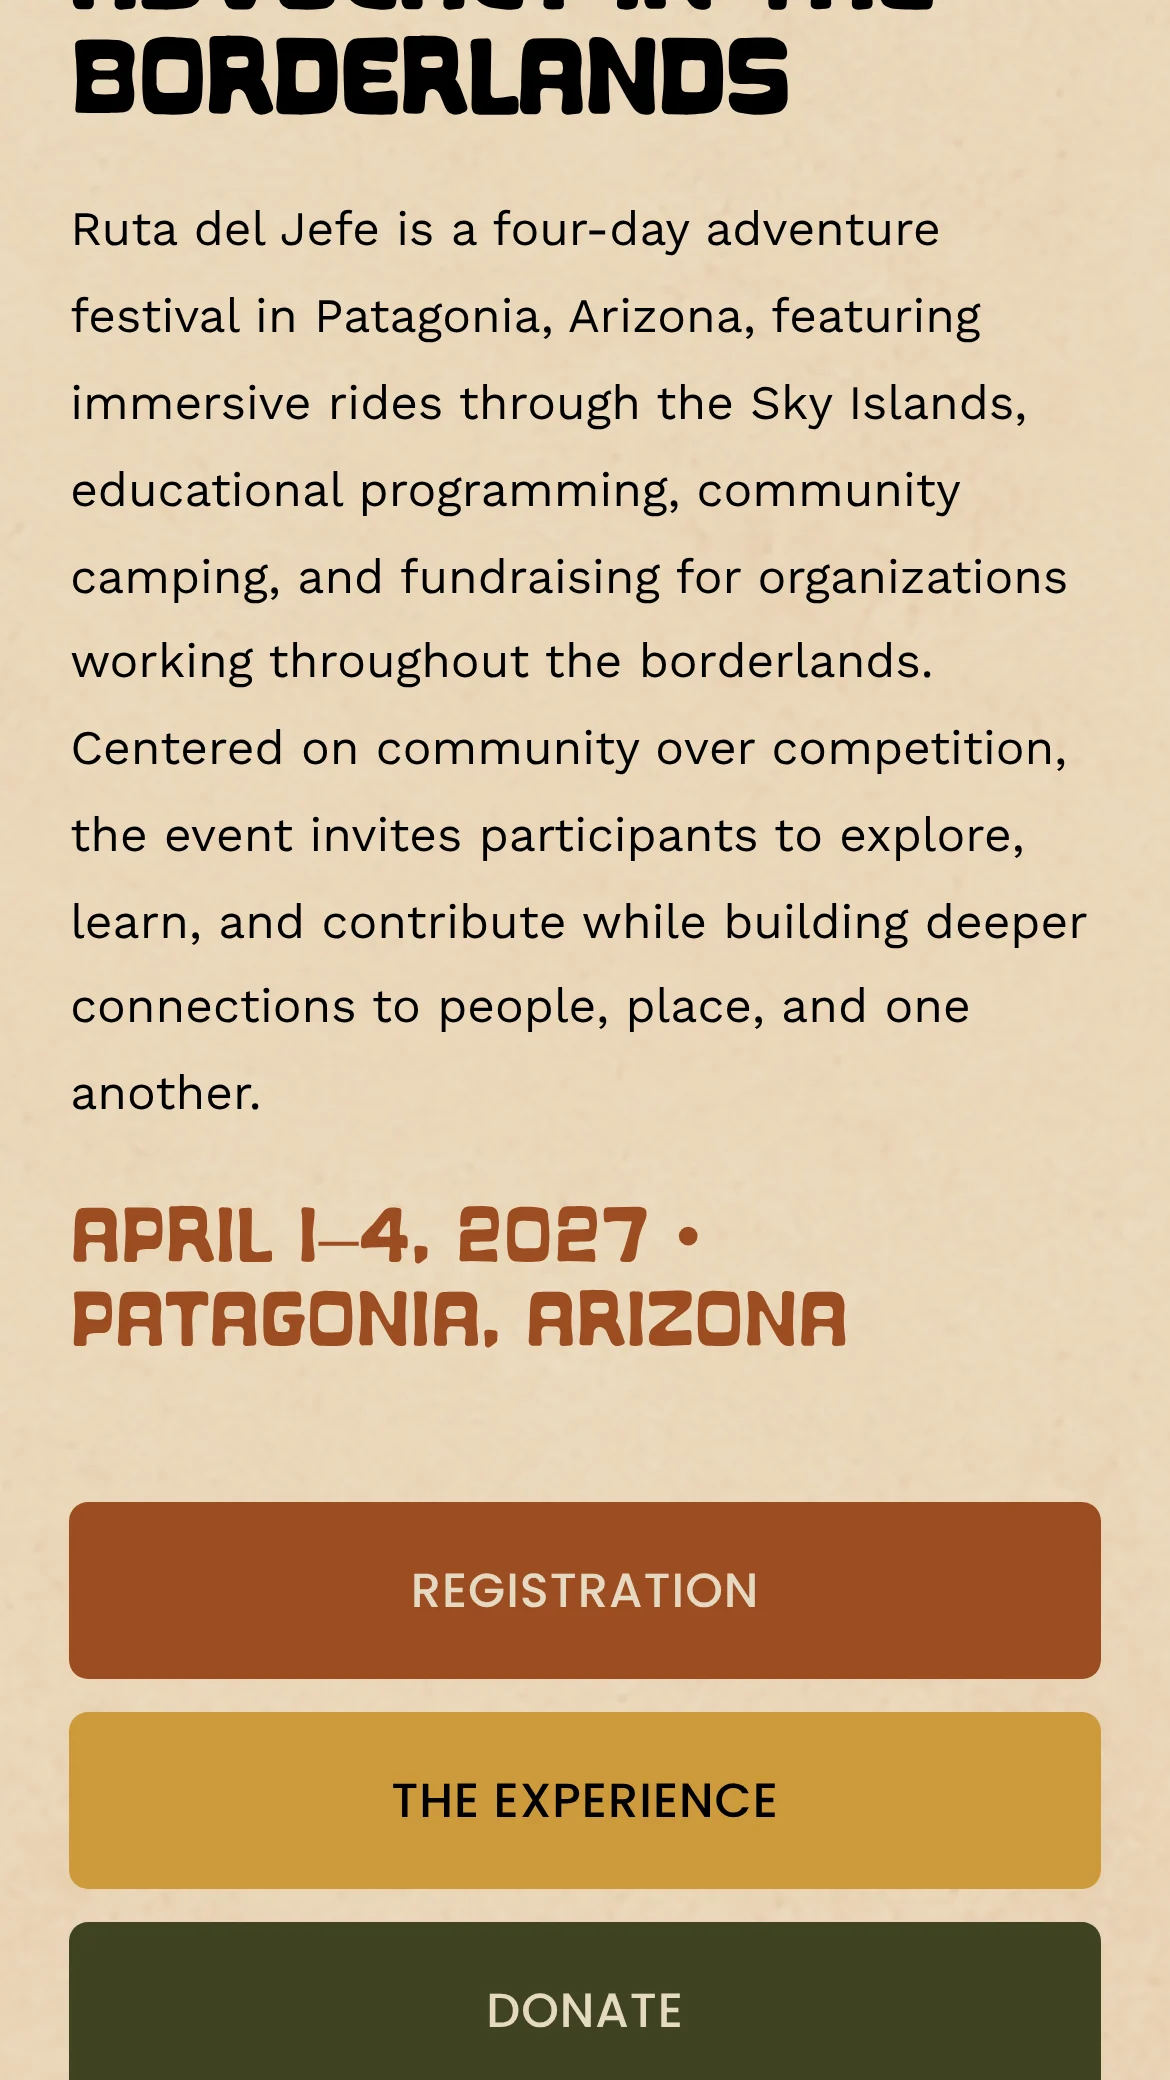 ADVOCACY IN THE
BORDERLANDS
Ruta del Jefe is a four-day adventure
festival in Patagonia, Arizona, featuring
immersive rides through the Sky Islands,
educational programming, community
camping, and fundraising for organizations
working throughout the borderlands.
Centered on community over competition,
the event invites participants to explore,
learn, and contribute while building deeper
connections to people, place, and one
another.
APRIL 1–4, 2027 •
PATAGONIA, ARIZONA
REGISTRATION
THE EXPERIENCE
DONATE